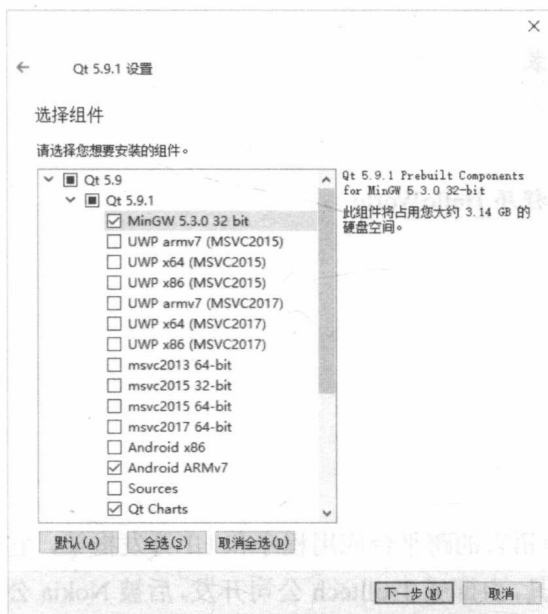 Qt 5.9.1 设置
选择组件
请选择您想要安装的组件。
Qt 5.9
Qt 5.9.1
MinGW 5.3.0 32 bit
UWP armv7 (MSVC2015)
UWP x64 (MSVC2015)
UWP x86 (MSVC2015)
UWP armv7 (MSVC2017)
UWP x64 (MSVC2017)
UWP x86 (MSVC2017)
msvc2013 64-bit
msvc2015 32-bit
msvc2015 64-bit
msvc2017 64-bit
Android x86
Android ARMv7
Sources
Qt Charts
Qt 5.9.1 Prebuilt Components
for MinGW 5.3.0 32-bit
此组件将占用您大约 3.14 GB 的
硬盘空间。
默认(A) 全选(S) 取消全选(D)
下一步(N) 取消